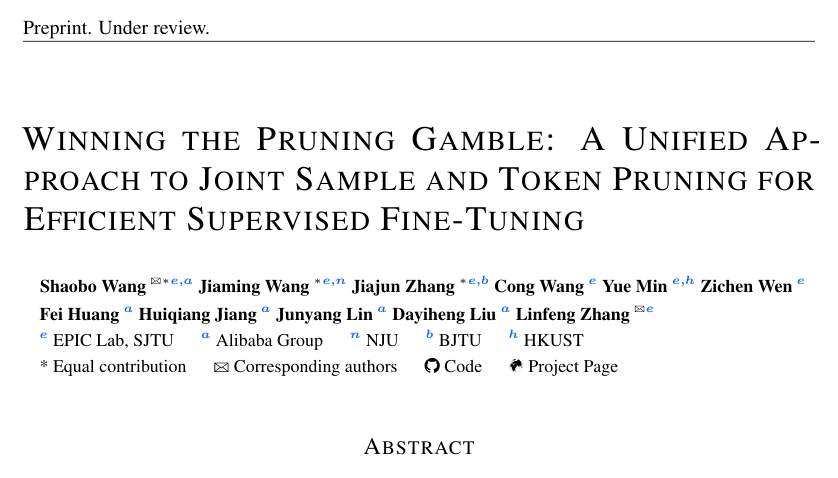 Preprint. Under review.
WINNING THE PRUNING GAMBLE: A UNIFIED AP-
PROACH TO JOINT SAMPLE AND TOKEN PRUNING FOR
EFFICIENT SUPERVISED FINE-TUNING
Shaobo Wang ✉*e,a Jiaming Wang *e,n Jiajun Zhang *e,b Cong Wang e Yue Min e,h Zichen Wen e
Fei Huang a Huiqiang Jiang a Junyang Lin a Dayiheng Liu a Linfeng Zhang ✉e
e EPIC Lab, SJTU a Alibaba Group n NJU b BJTU h HKUST
* Equal contribution ✉ Corresponding authors Code Project Page
ABSTRACT